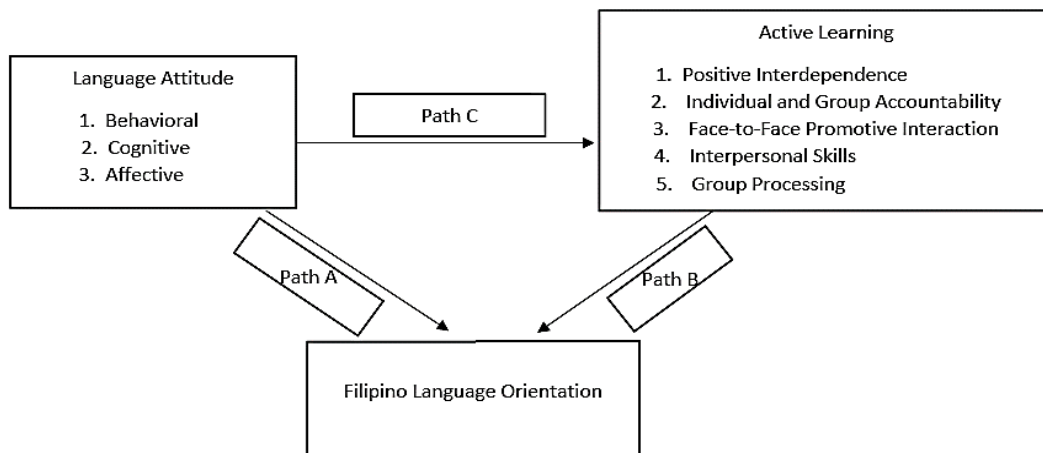 Language Attitude
1. Behavioral
2. Cognitive
3. Affective
Path C
Active Learning
1. Positive Interdependence
2. Individual and Group Accountability
3. Face-to-Face Promotive Interaction
4. Interpersonal Skills
5. Group Processing
Path A
Path B
Filipino Language Orientation